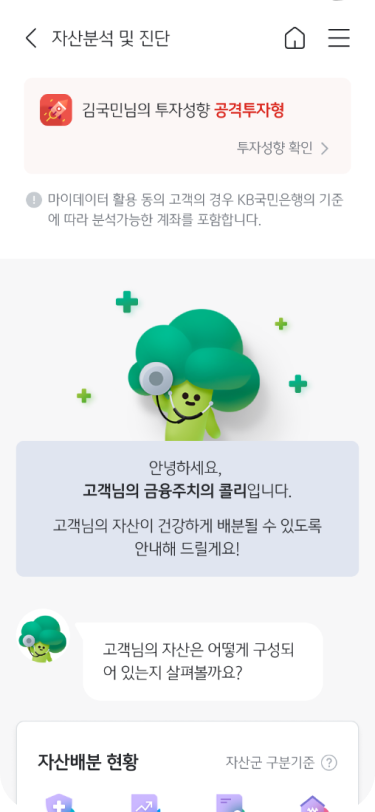 자산분석 및 진단
김국민님의 투자성향 공격투자형
투자성향 확인
마이데이터 활용 동의 고객의 경우 KB국민은행의 기준
에 따라 분석가능한 계좌를 포함합니다.
안녕하세요,
고객님의 금융주치의 콜리입니다.
고객님의 자산이 건강하게 배분될 수 있도록
안내해 드릴게요!
고객님의 자산은 어떻게 구성되
어 있는지 살펴볼까요?
자산배분 현황
자산군 구분기준